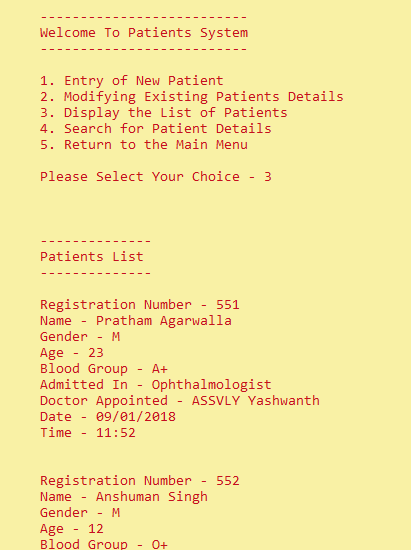 --------------------------
Welcome To Patients System
--------------------------
1. Entry of New Patient
2. Modifying Existing Patients Details
3. Display the List of Patients
4. Search for Patient Details
5. Return to the Main Menu
Please Select Your Choice - 3
--------------
Patients List
--------------
Registration Number - 551
Name - Pratham Agarwalla
Gender - M
Age - 23
Blood Group - A+
Admitted In - Ophthalmologist
Doctor Appointed - ASSVLY Yashwanth
Date - 09/01/2018
Time - 11:52
Registration Number - 552
Name - Anshuman Singh
Gender - M
Age - 12
Blood Group - O+